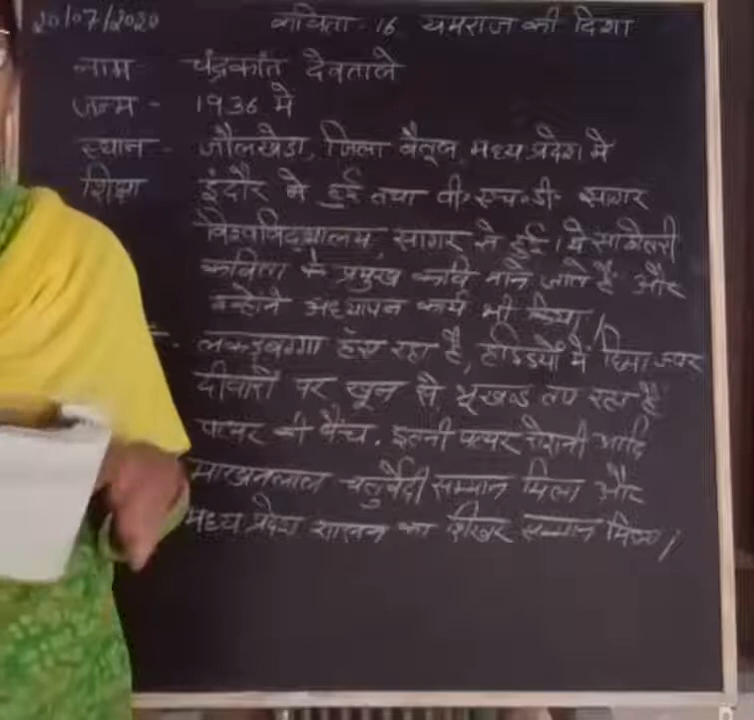 20/07/2020 कविता-16 यमराज की दिशा
नाम चंद्रकांत देवताले
जन्म - 1936 में
स्थान - जौलखेडा, जिला बैतूल, मध्य प्रदेश में
शिक्षा इंदौर में हुई तथा पी॰एच॰डी॰ सागर
विश्वविद्यालय, सागर से हुई। ये साठोत्तरी
कविता के प्रमुख कवि माने जाते हैं और
उन्होंने अध्यापन कार्य भी किया।
लकड़बग्गा हँस रहा है, हड्डियों में छिपा ज्वर
दीवारों पर खून से, भूखण्ड तप रहा है
पत्थर की बैंच, इतनी पत्थर रोशनी आदि
माखनलाल चतुर्वेदी सम्मान मिला और
मध्य प्रदेश शासन का शिखर सम्मान मिला।